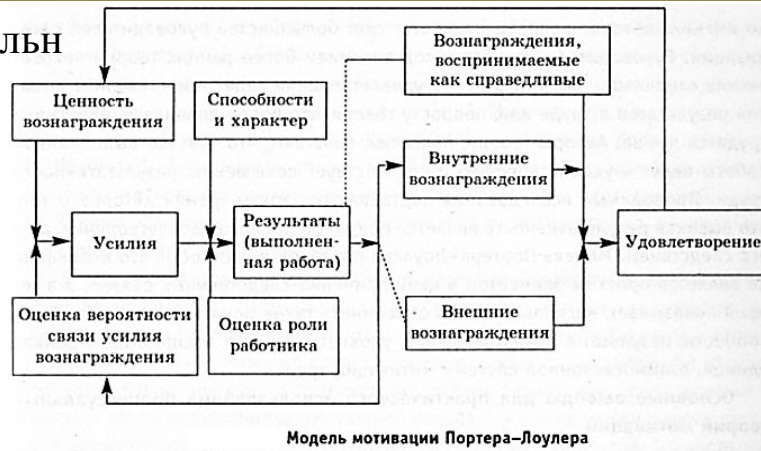 льн
Вознаграждения,
воспринимаемые
как справедливые
Ценность
вознаграждения
Способности
и характер
Внутренние
вознаграждения
Усилия
Результаты
(выполнен-
ная работа)
Удовлетворение
Оценка вероятности
связи усилия
вознаграждения
Оценка роли
работника
Внешние
вознаграждения
Модель мотивации Портера–Лоулера